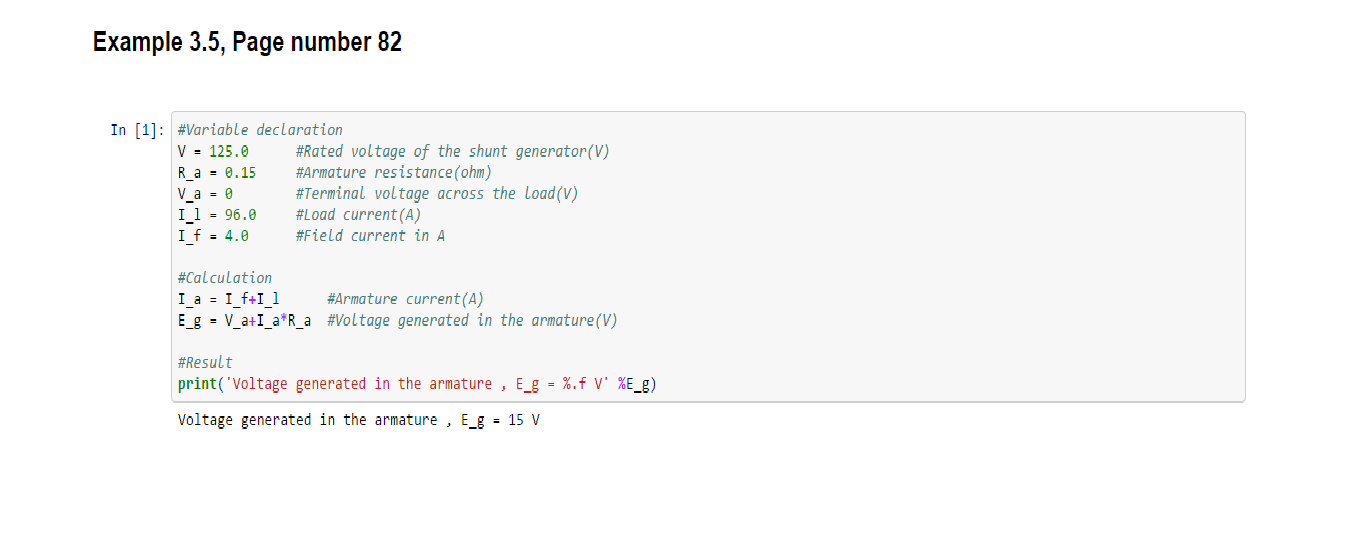 Example 3.5, Page number 82
In [1]: #Variable declaration
V = 125.0      #Rated voltage of the shunt generator(V)
R_a = 0.15     #Armature resistance(ohm)
V_a = 0        #Terminal voltage across the load(V)
I_l = 96.0     #Load current(A)
I_f = 4.0      #Field current in A
#Calculation
I_a = I_f+I_l      #Armature current(A)
E_g = V_a+I_a*R_a  #Voltage generated in the armature(V)
#Result
print('Voltage generated in the armature , E_g = %.f V' %E_g)
Voltage generated in the armature , E_g = 15 V